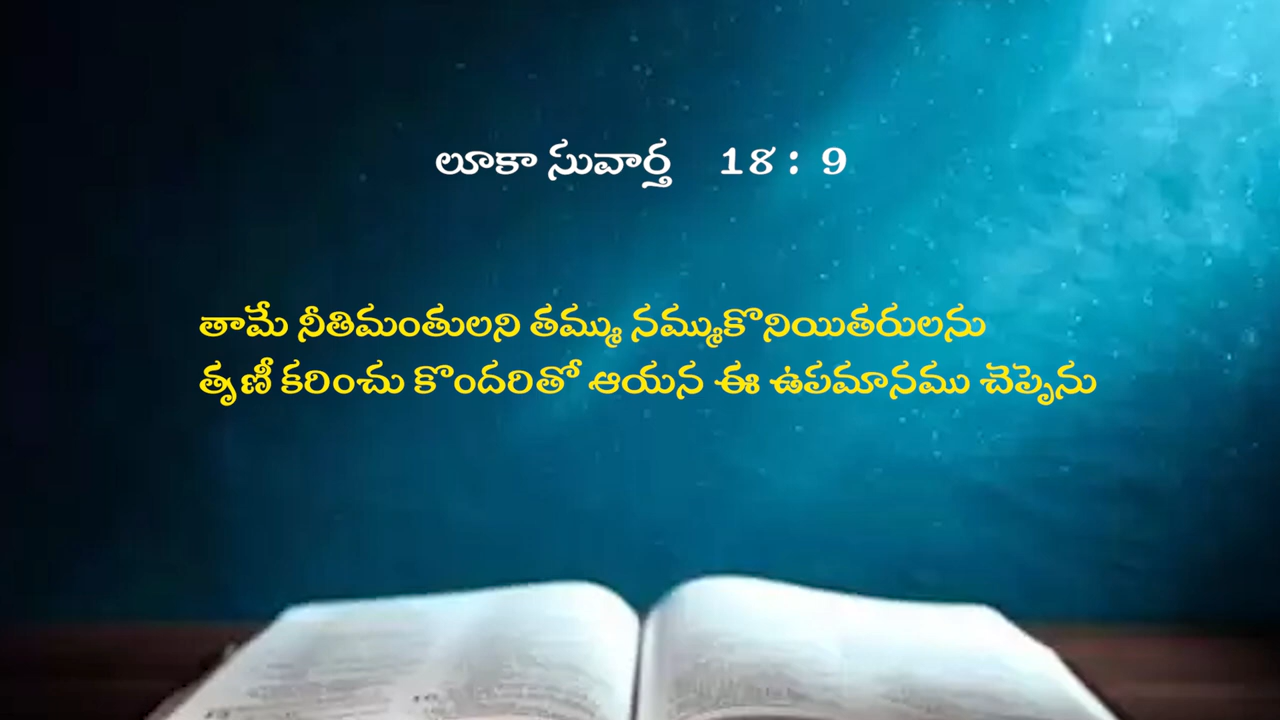 లూకా సువార్త 18 : 9
తామే నీతిమంతులని తమ్ము నమ్ముకొనియితరులను
తృణీ కరించు కొందరితో ఆయన ఈ ఉపమానము చెప్పెను